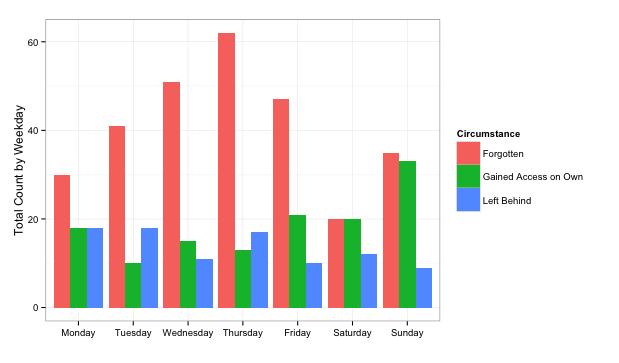 Total Count by Weekday
60
40
20
0
Monday Tuesday Wednesday Thursday Friday Saturday Sunday
Circumstance
Forgotten
Gained Access on Own
Left Behind